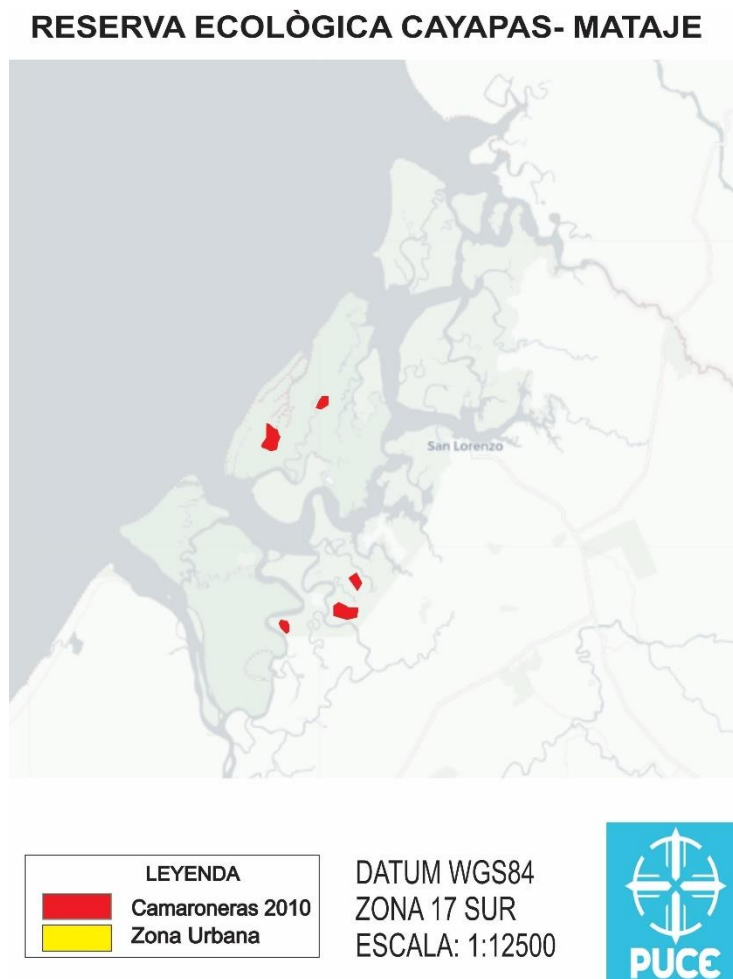 RESERVA ECOLÒGICA CAYAPAS- MATAJE
San Lorenzo
LEYENDA
Camaroneras 2010
Zona Urbana
DATUM WGS84
ZONA 17 SUR
ESCALA: 1:12500
PUCE